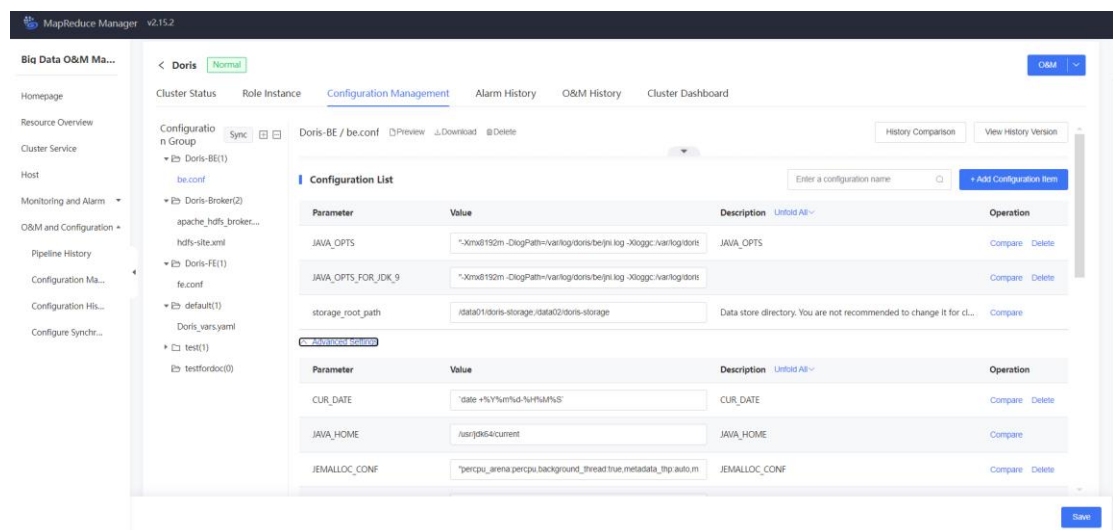 MapReduce Manager v2.15.2
Big Data O&M Ma...
Homepage
Resource Overview
Cluster Service
Host
Monitoring and Alarm
O&M and Configuration
Pipeline History
Configuration Ma...
Configuration His...
Configure Synchr...
Doris Normal
O&M
Cluster Status Role Instance Configuration Management Alarm History O&M History Cluster Dashboard
Configuratio
n Group
Sync
Doris-BE(1)
be.conf
Doris-Broker(2)
apache_hdfs_broker....
hdfs-site.xml
Doris-FE(1)
fe.conf
default(1)
Doris_vars.yaml
test(1)
testfordoc(0)
Doris-BE / be.conf Preview Download Delete
History Comparison View History Version
Configuration List
Enter a configuration name
+ Add Configuration Item
Parameter Value Description Unfold All Operation
JAVA_OPTS "-Xmx8192m -DlogPath=/var/log/doris/be/jni.log -Xloggc:/var/log/doris JAVA_OPTS Compare Delete
JAVA_OPTS_FOR_JDK_9 "-Xmx8192m -DlogPath=/var/log/doris/be/jni.log -Xloggc:/var/log/doris Compare Delete
storage_root_path /data01/doris-storage;/data02/doris-storage Data store directory. You are not recommended to change it for cl... Compare
Advanced Settings
Parameter Value Description Unfold All Operation
CUR_DATE `date +%Y%m%d-%H%M%S` CUR_DATE Compare Delete
JAVA_HOME /usr/jdk64/current JAVA_HOME Compare
JEMALLOC_CONF "percpu_arena:percpu,background_thread:true,metadata_thp:auto,m JEMALLOC_CONF Compare Delete
Save